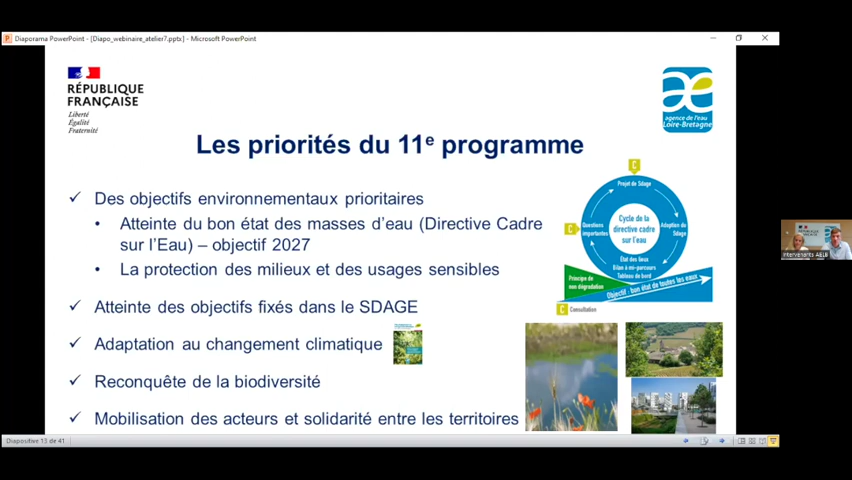 Diaporama PowerPoint - [Diapo_webinaire_atelier7.pptx] - Microsoft PowerPoint
RÉPUBLIQUE
FRANÇAISE
Liberté
Égalité
Fraternité
agence de l'eau
Loire-Bretagne
Les priorités du 11e programme
Des objectifs environnementaux prioritaires
Atteinte du bon état des masses d'eau (Directive Cadre
sur l'Eau) – objectif 2027
La protection des milieux et des usages sensibles
Atteinte des objectifs fixés dans le SDAGE
Adaptation au changement climatique
Reconquête de la biodiversité
Mobilisation des acteurs et solidarité entre les territoires
C
Projet de Sdage
C
Questions
importantes
Cycle de la
directive cadre
sur l'eau
Adoption du
Sdage
État des lieux
Bilan à mi-parcours
Tableau de bord
Principe de
non dégradation
Objectif : bon état de toutes les eaux
C Consultation
Intervenants AELB
Diapositive 13 de 41